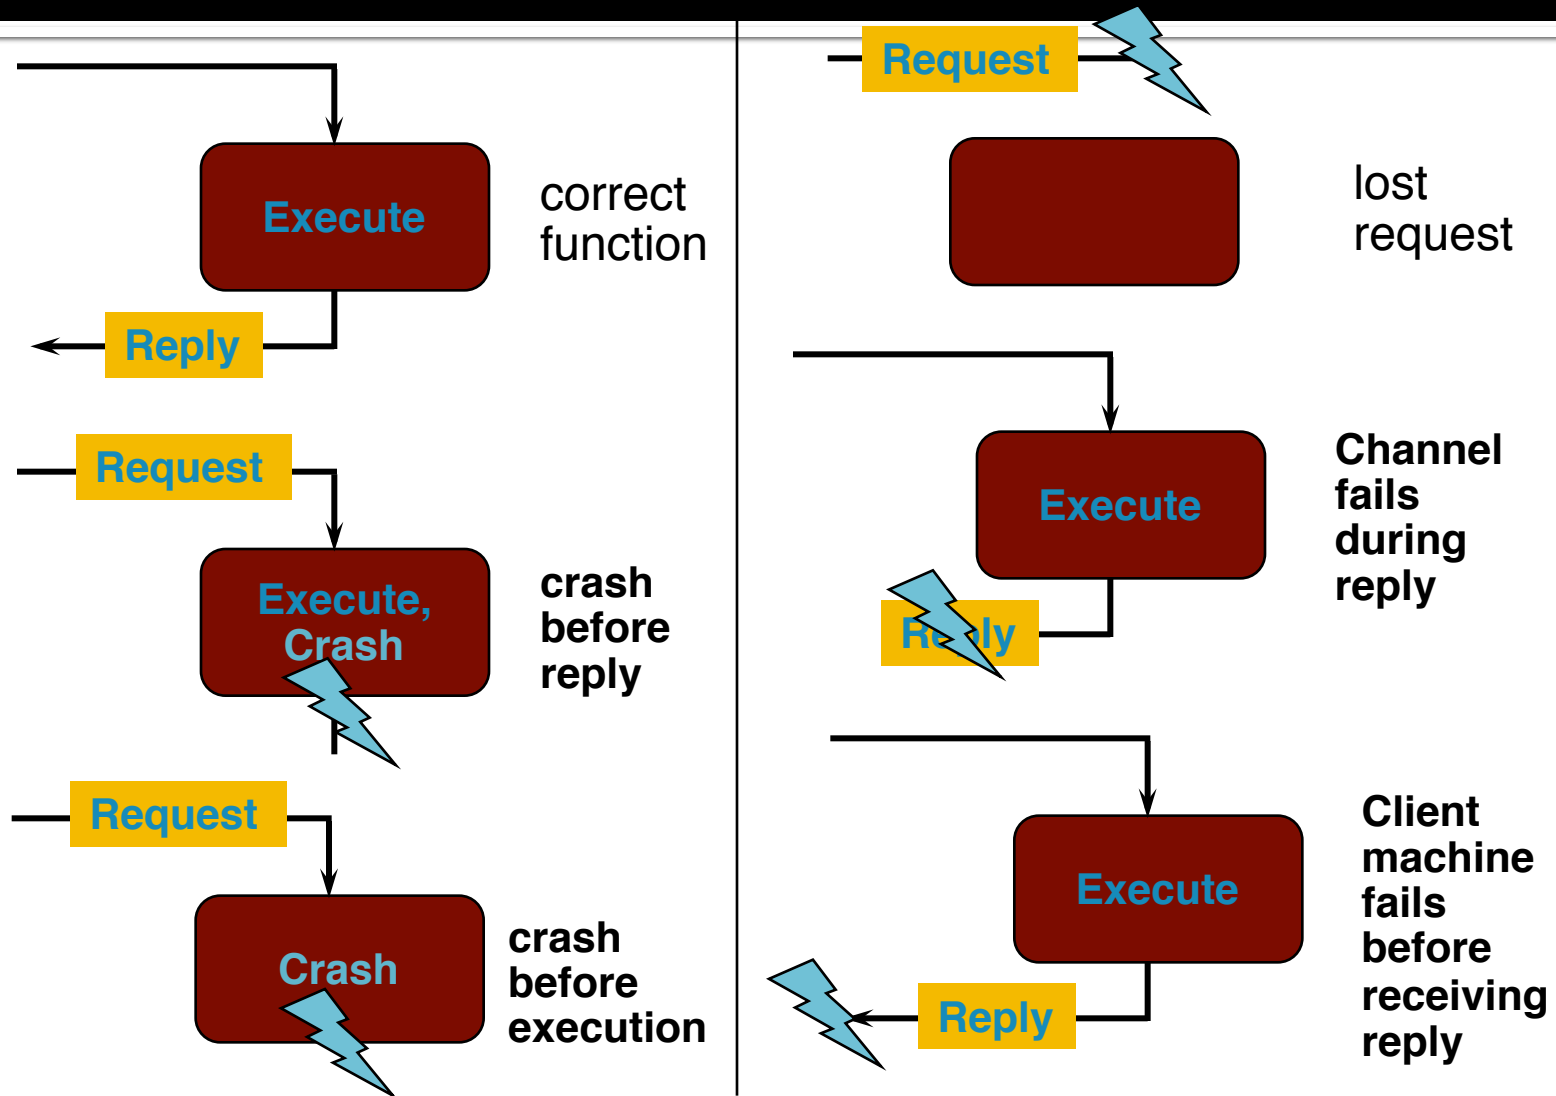 Execute
correct
function
Reply
Request
Execute,
Crash
crash
before
reply
Request
Crash
crash
before
execution
Request
lost
request
Execute
Channel
fails
during
reply
Reply
Execute
Client
machine
fails
before
receiving
reply
Reply